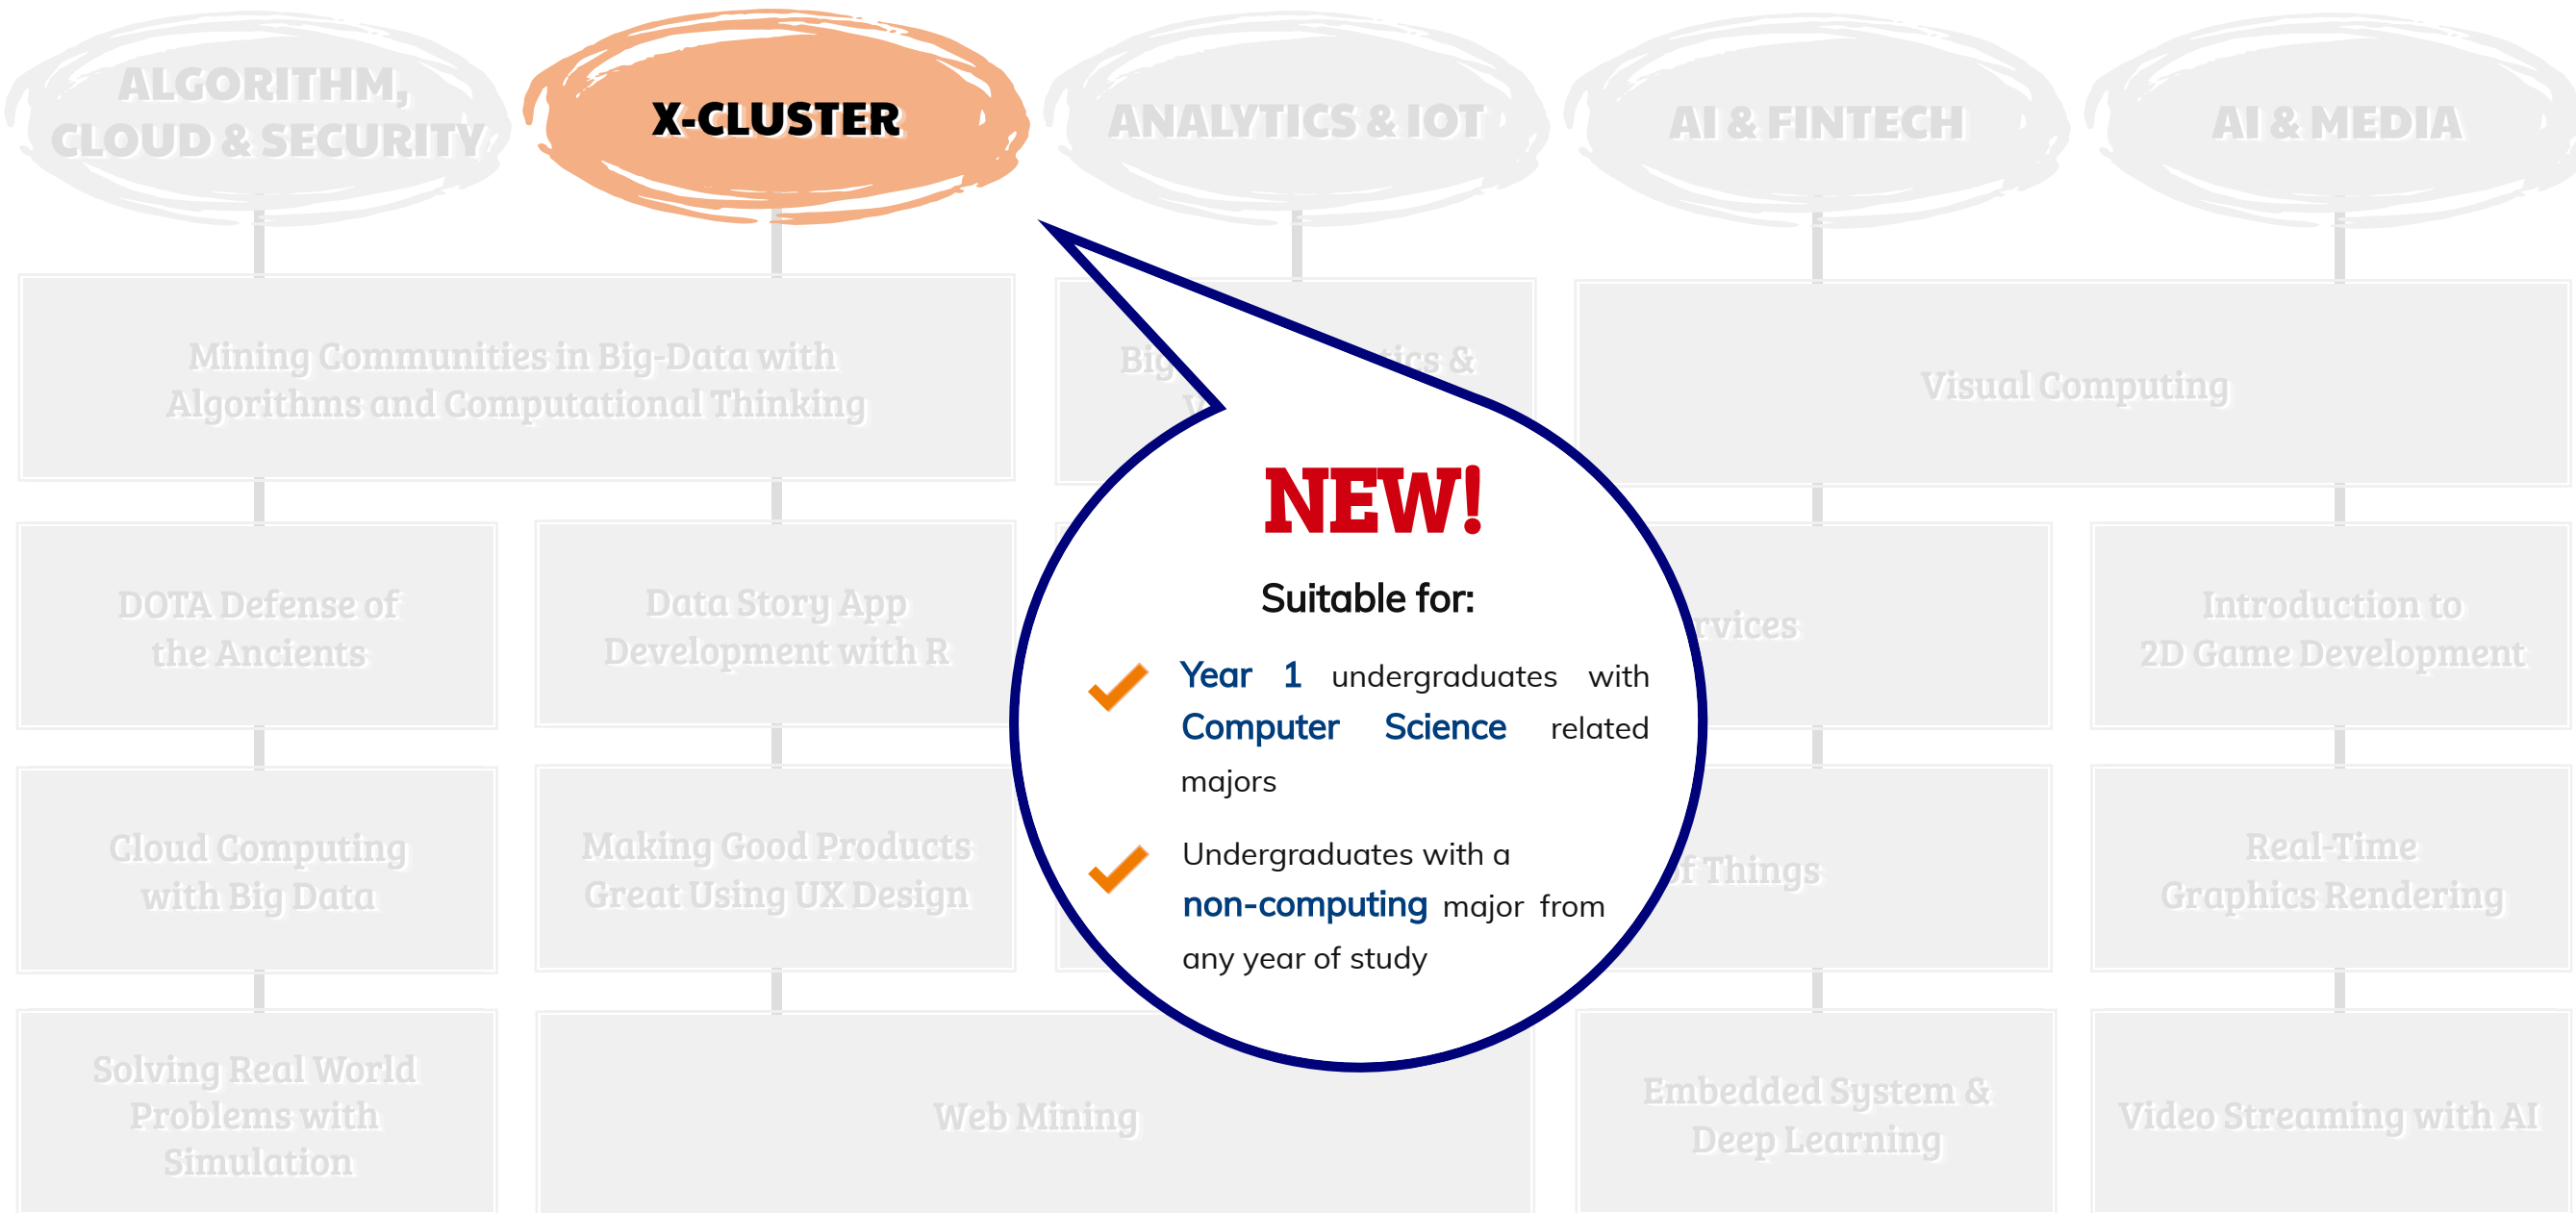 ALGORITHM,
CLOUD & SECURITY
X-CLUSTER
ANALYTICS & IOT
AI & FINTECH
AI & MEDIA
Mining Communities in Big-Data with
Algorithms and Computational Thinking
&
Visual Computing
NEW!
Suitable for:
Year 1 undergraduates with
Computer Science related
majors
Undergraduates with a
non-computing major from
any year of study
DOTA Defense of
the Ancients
Data Story App
Development with R
Introduction to
2D Game Development
Cloud Computing
with Big Data
Making Good Products
Great Using UX Design
of Things
Real-Time
Graphics Rendering
Solving Real World
Problems with
Simulation
Web Mining
Embedded System &
Deep Learning
Video Streaming with AI